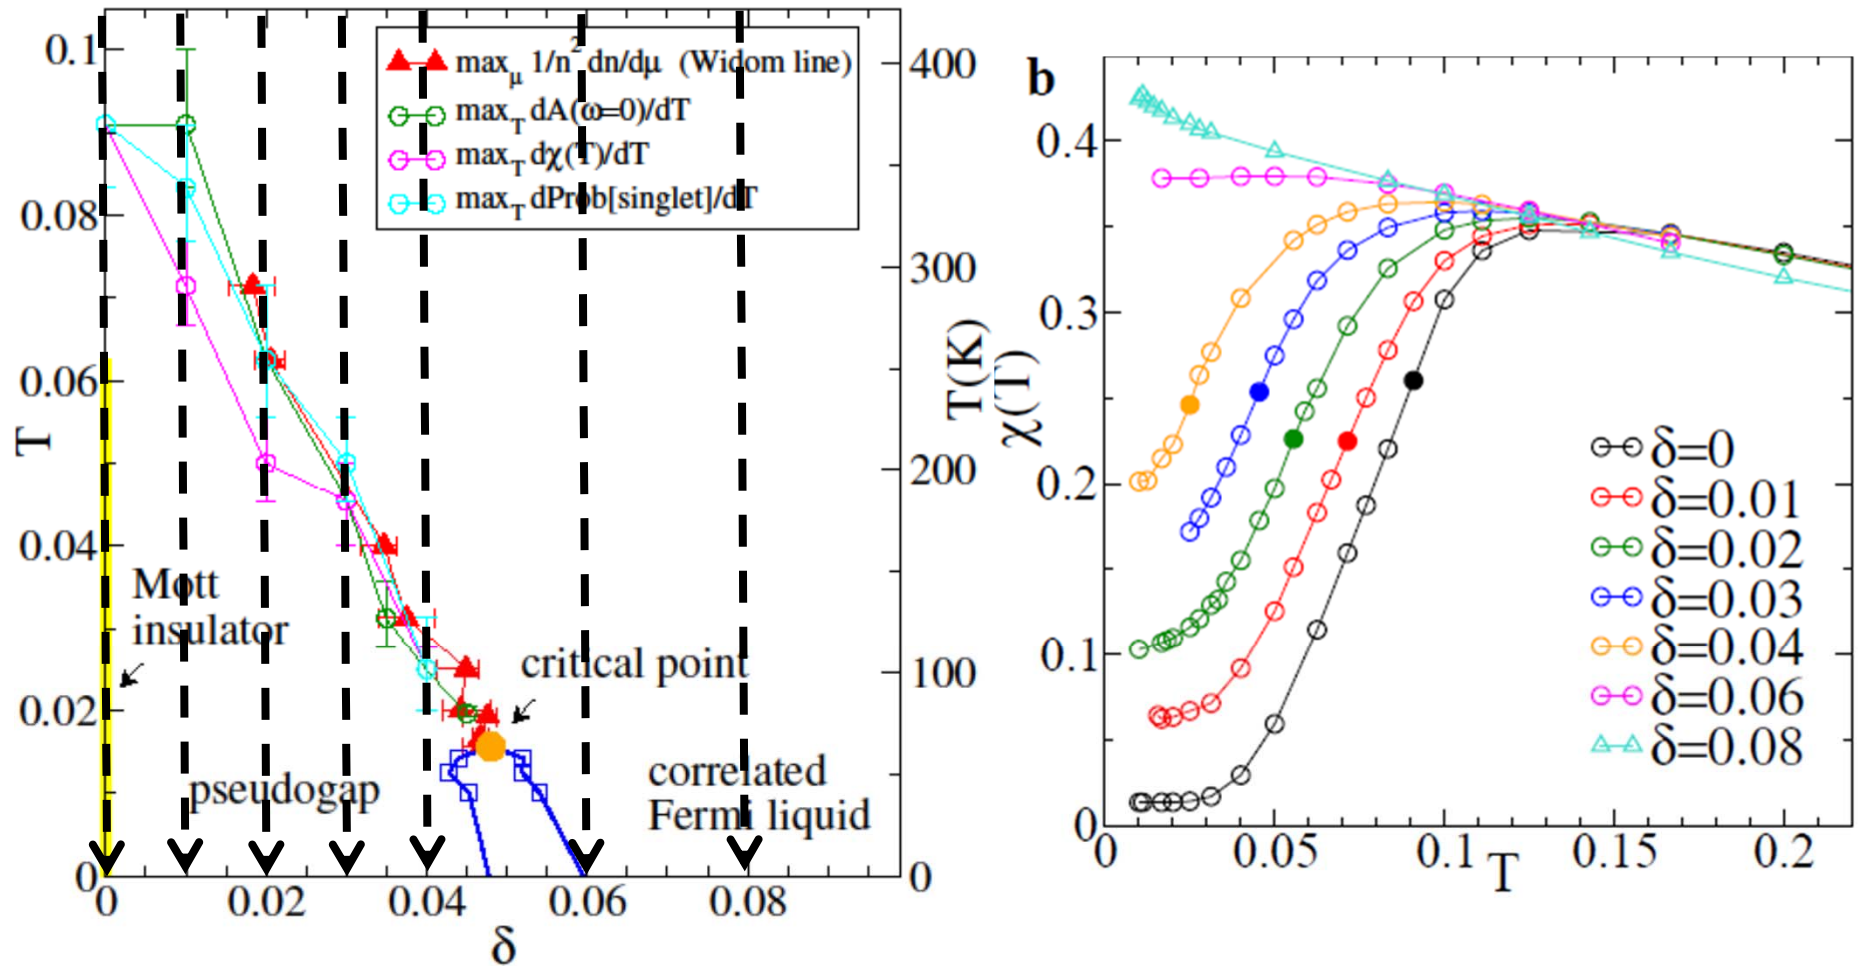 max_μ 1/n² dn/dμ (Widom line)
max_T dA(ω=0)/dT
max_T dχ(T)/dT
max_T dProb[singlet]/dT
0.1
0.08
0.06
0.04
0.02
0
T
Mott
insulator
pseudogap
critical point
correlated
Fermi liquid
0
0.02
0.04
0.06
0.08
δ
400
300
200
100
0
T(K)
b
χ(T)
0.4
0.3
0.2
0.1
0
δ=0
δ=0.01
δ=0.02
δ=0.03
δ=0.04
δ=0.06
δ=0.08
0
0.05
0.1
0.15
0.2
T